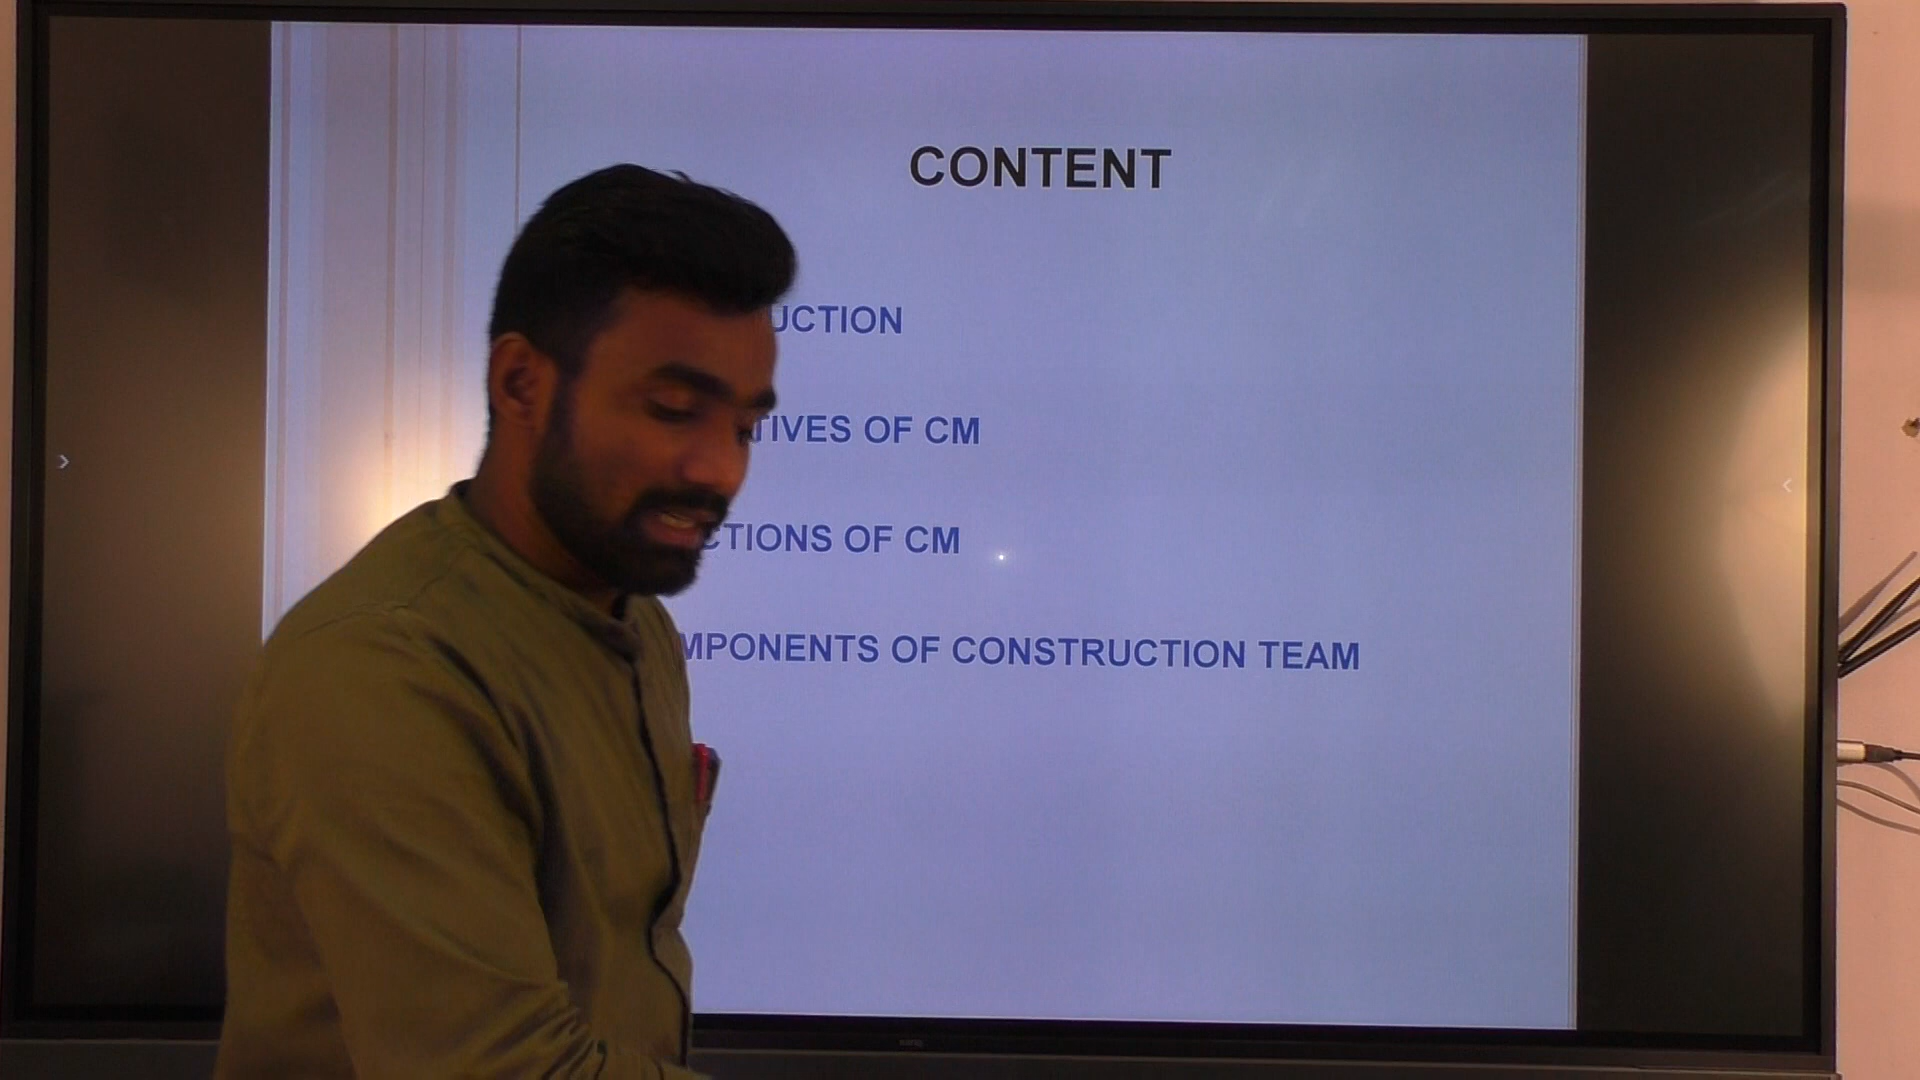 CONTENT
UCTION
TIVES OF CM
CTIONS OF CM
MPONENTS OF CONSTRUCTION TEAM